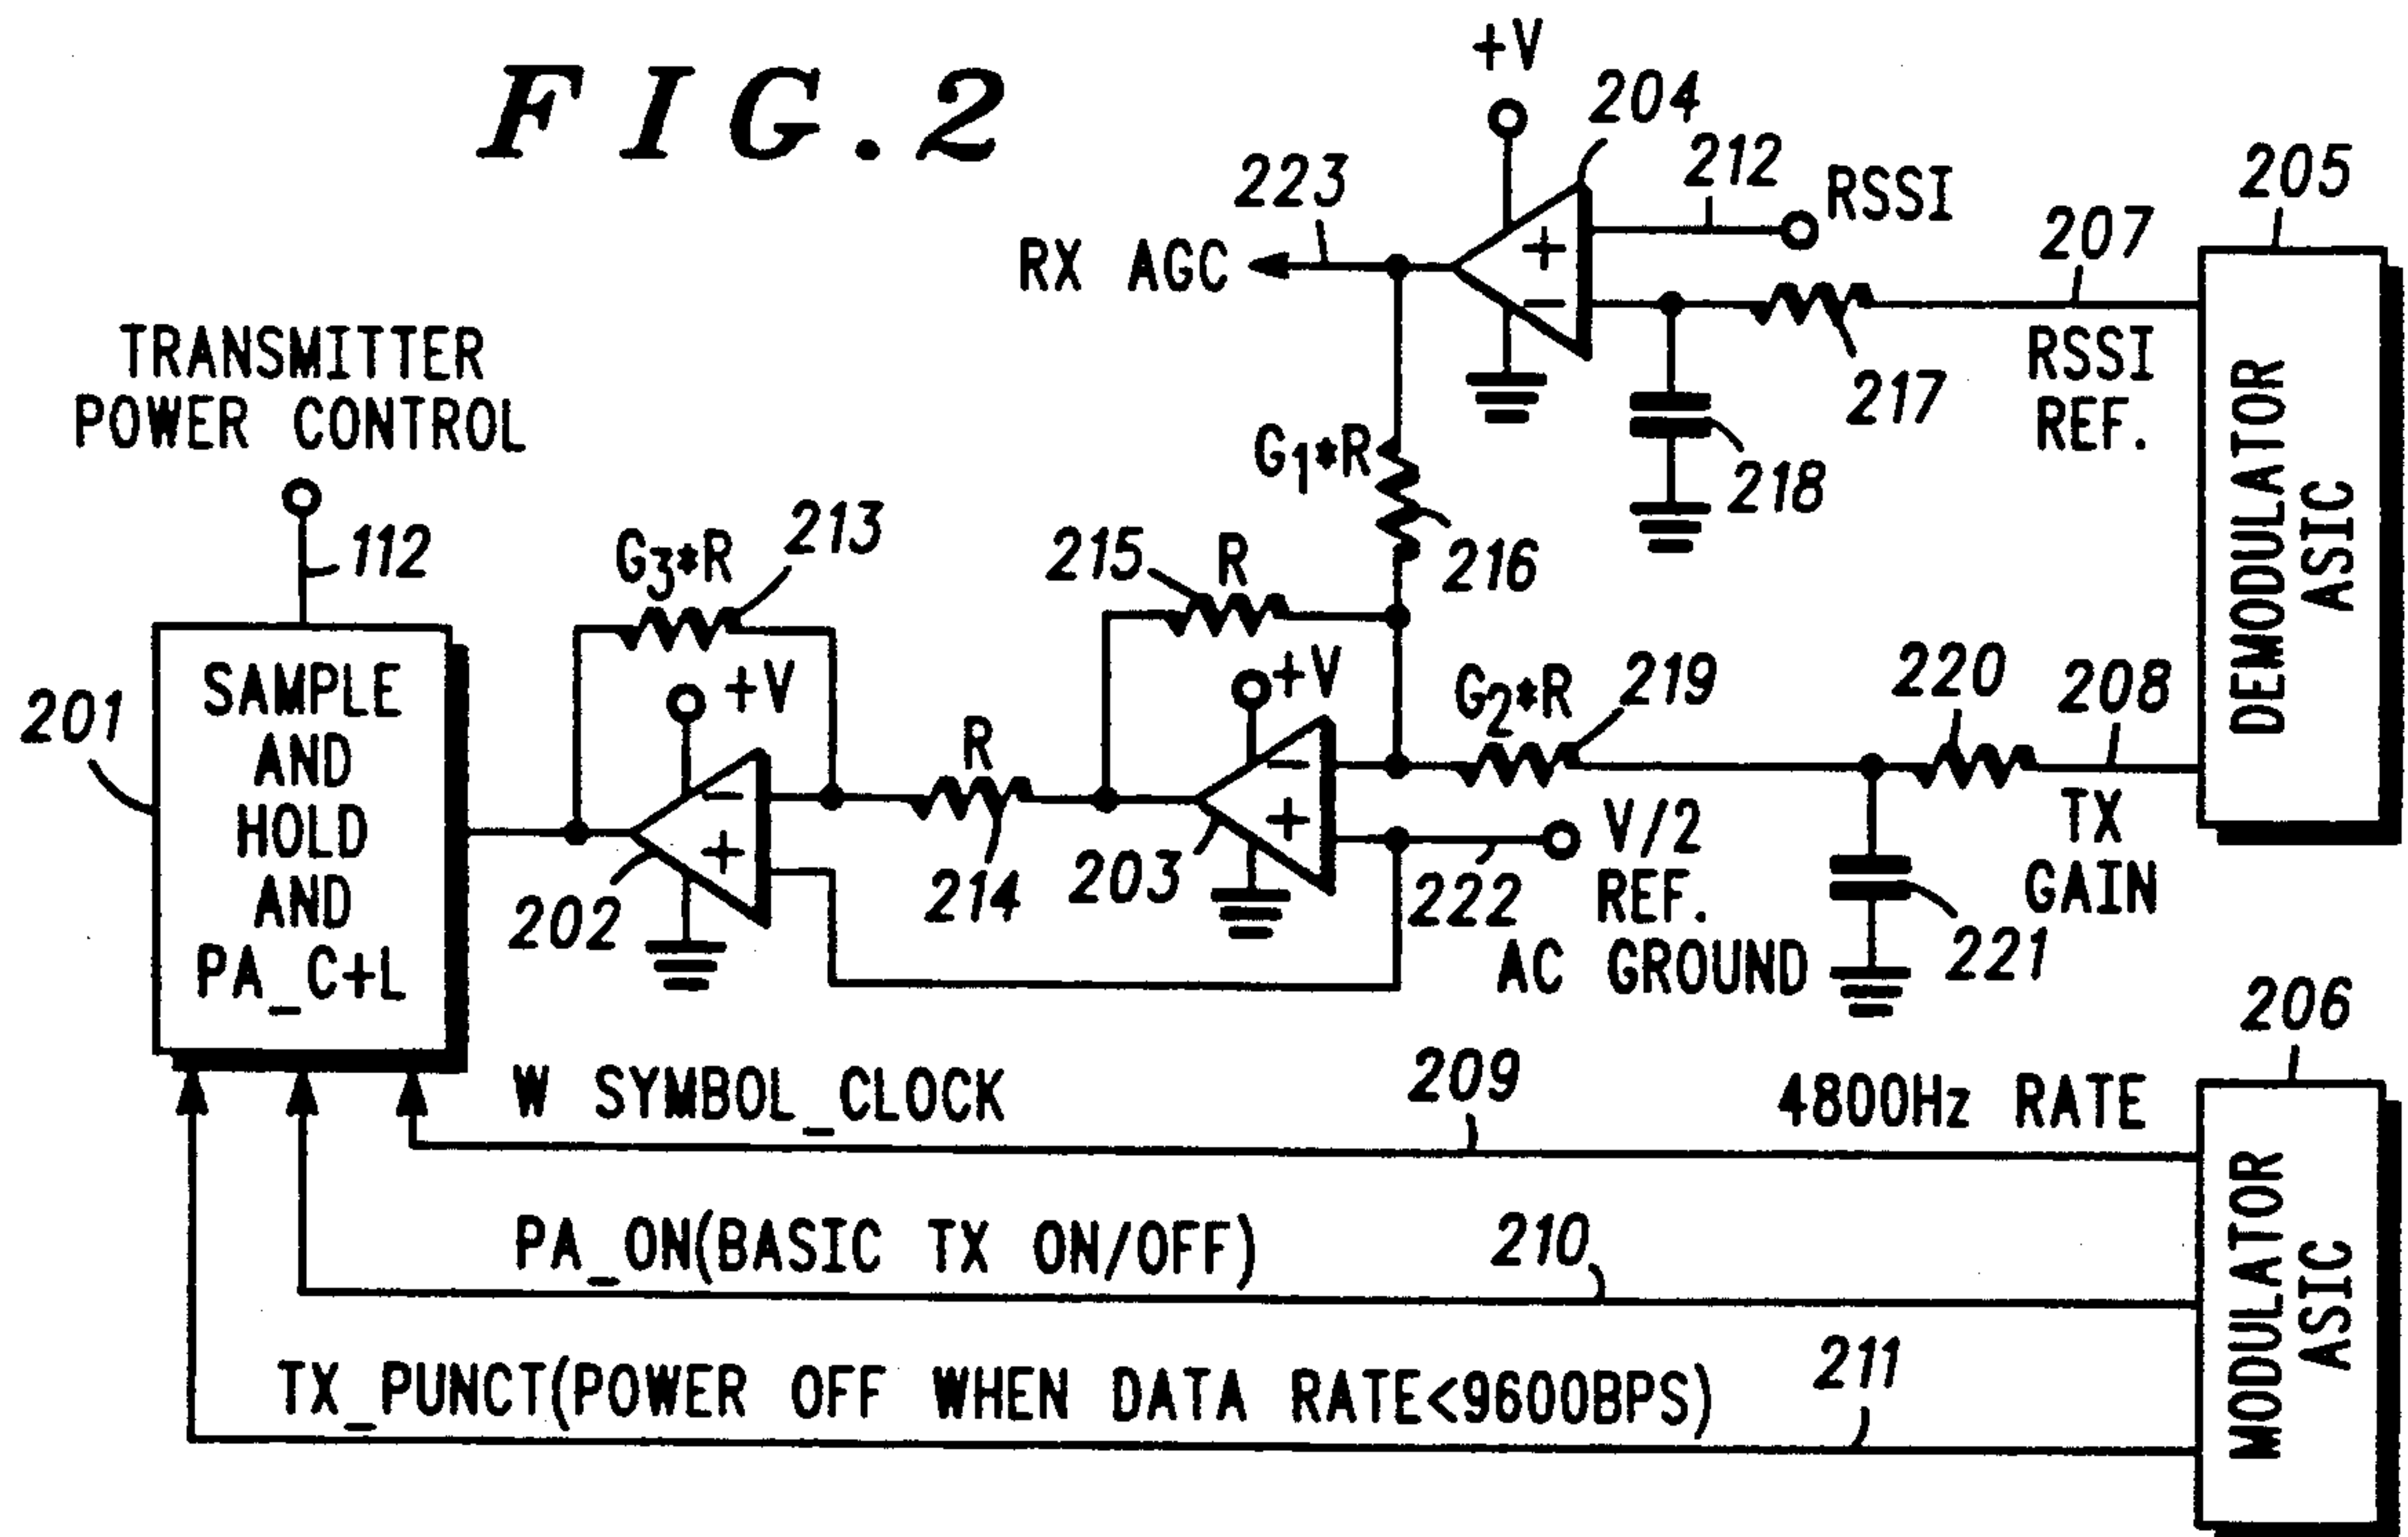 FIG.2
+V
204
212
RSSI
223
RX AGC
207
205
RSSI
REF.
217
218
DEMODULATOR
ASIC
TRANSMITTER
POWER CONTROL
112
G1*R
216
G3*R
213
215
R
+V
+V
G2*R
219
220
208
TX
GAIN
201
SAMPLE
AND
HOLD
AND
PA_C+L
R
214
202
203
222
V/2
REF.
AC GROUND
221
206
W SYMBOL_CLOCK
209
4800Hz RATE
PA_ON(BASIC TX ON/OFF)
210
TX_PUNCT(POWER OFF WHEN DATA RATE<9600BPS)
211
MODULATOR
ASIC
+
−
−
+
−
+